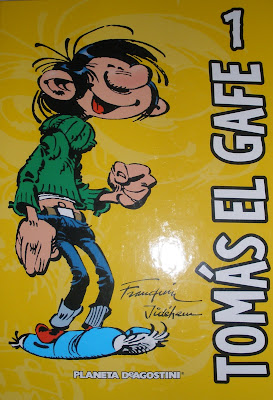 TOMÁS EL GAFE 1
Franquin
Jidéhem
PLANETA DEAGOSTINI